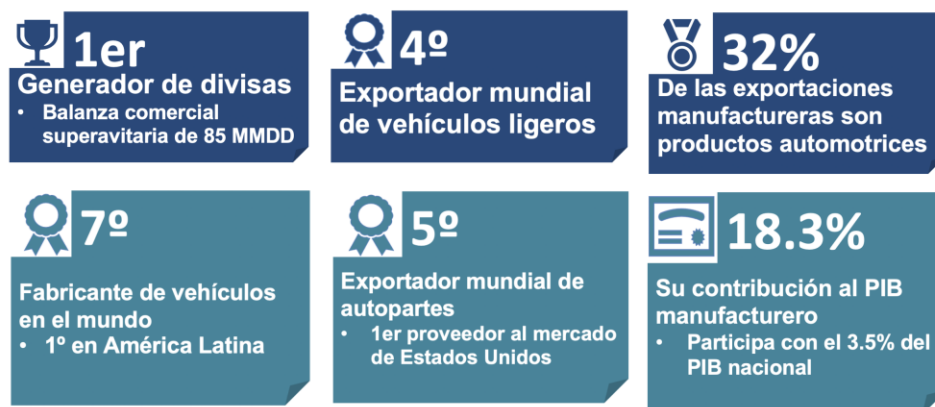 1er
Generador de divisas
• Balanza comercial
superavitaria de 85 MMDD
4º
Exportador mundial
de vehículos ligeros
32%
De las exportaciones
manufactureras son
productos automotrices
7º
Fabricante de vehículos
en el mundo
• 1º en América Latina
5º
Exportador mundial de
autopartes
• 1er proveedor al mercado
de Estados Unidos
18.3%
Su contribución al PIB
manufacturero
• Participa con el 3.5% del
PIB nacional